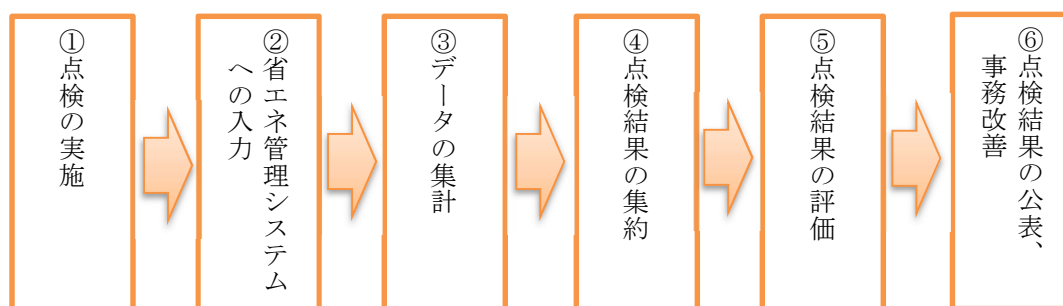 ①点検の実施
②省エネ管理システム
への入力
③データの集計
④点検結果の集約
⑤点検結果の評価
⑥点検結果の公表、
事務改善